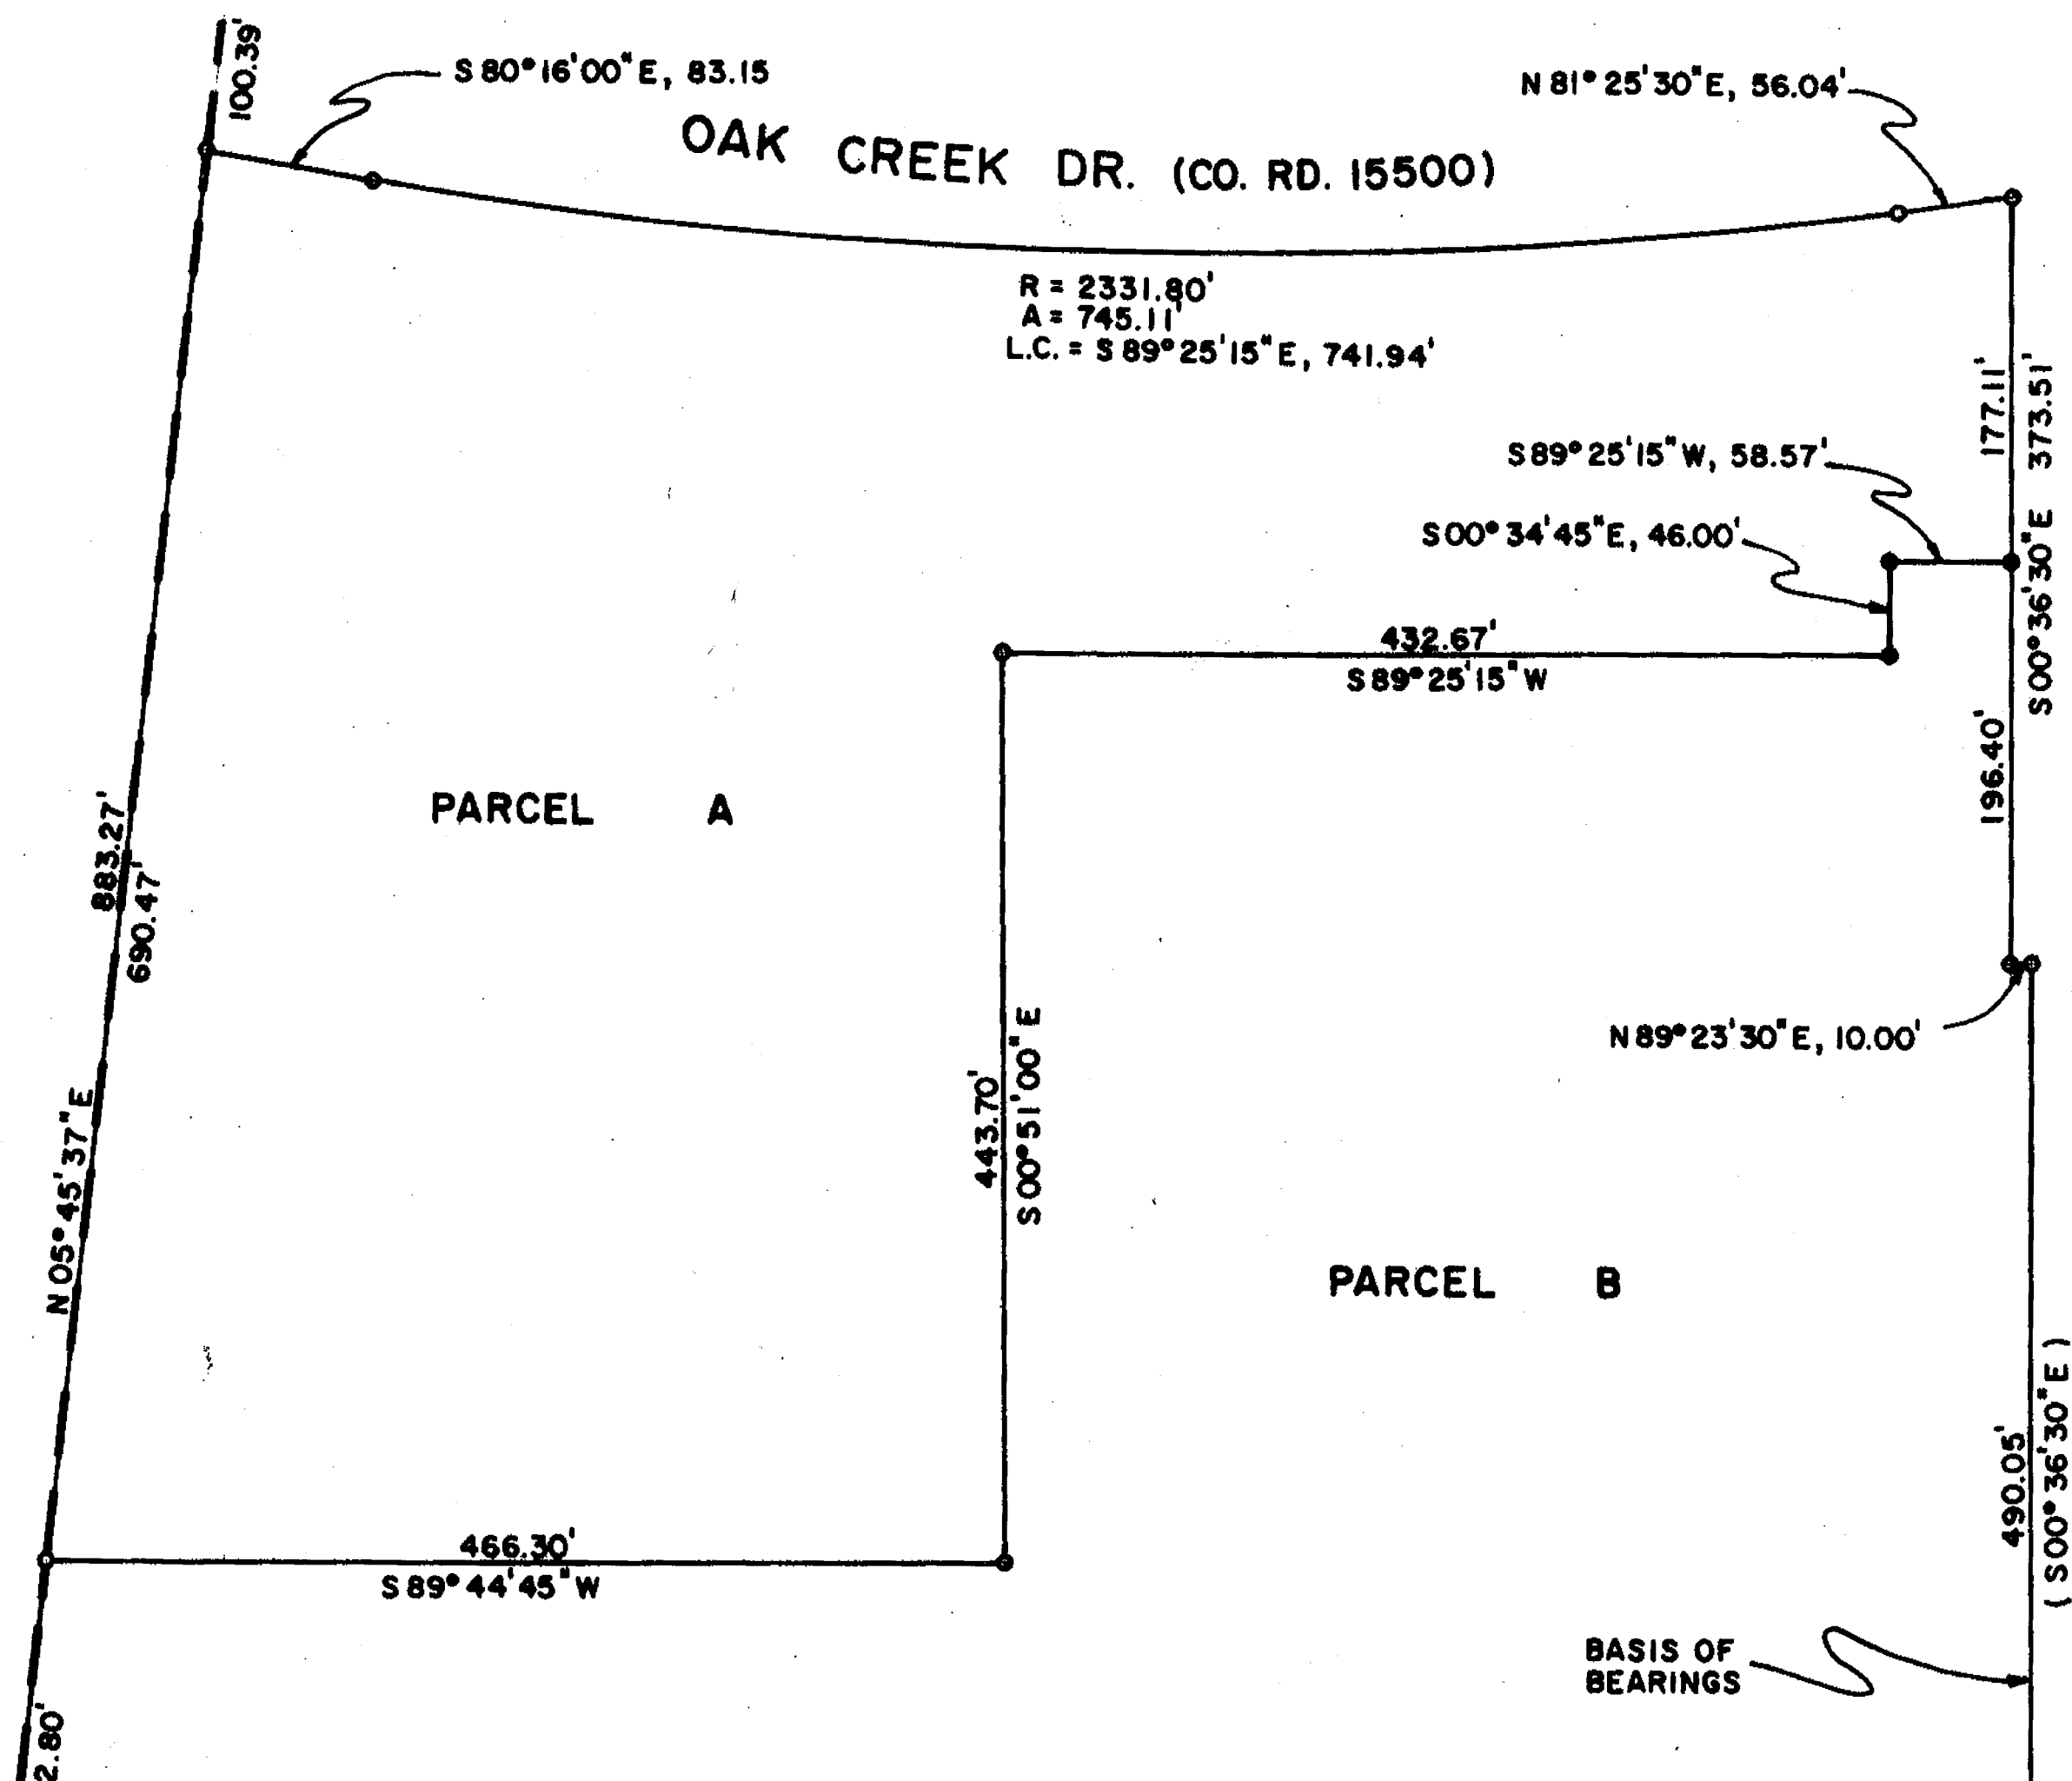 100.39'
S 80°16'00"E, 83.15
N 81°25'30"E, 56.04'
OAK CREEK DR. (CO. RD. 15500)
R = 2331.80'
A = 745.11'
L.C. = S 89°25'15"E, 741.94'
177.11'
S 00°36'30"E 373.51'
S 89°25'15"W, 58.57'
S 00°34'45"E, 46.00'
432.67'
S 89°25'15"W
196.40'
PARCEL A
883.27'
690.47'
N 05°45'37"E
443.70'
S 00°51'00"E
N 89°23'30"E, 10.00'
PARCEL B
490.05'
(S 00°36'30"E)
466.30'
S 89°44'45"W
BASIS OF
BEARINGS
2.80'